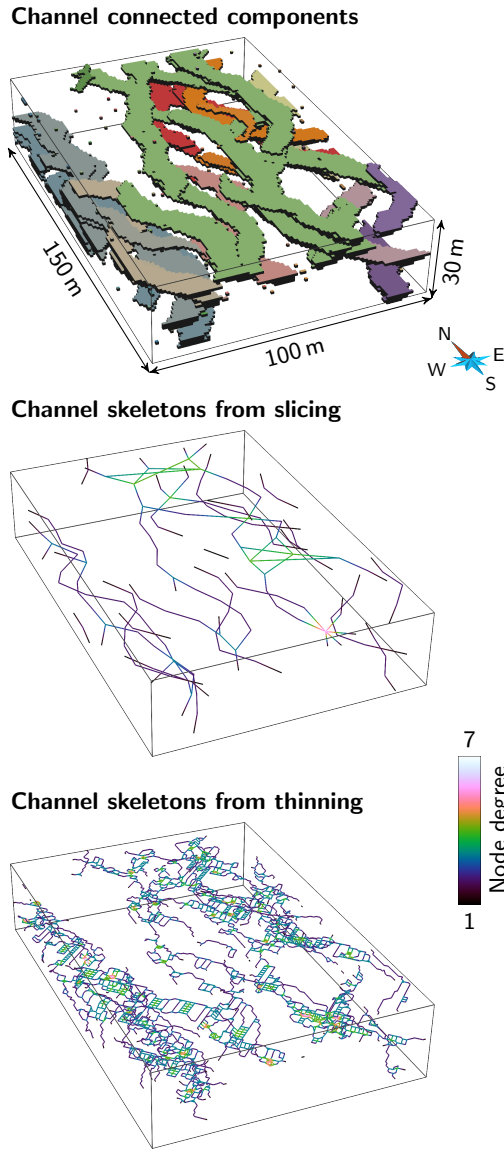 Channel connected components
150 m
100 m
30 m
N
E
W
S
Channel skeletons from slicing
7
Channel skeletons from thinning
Node degree
1